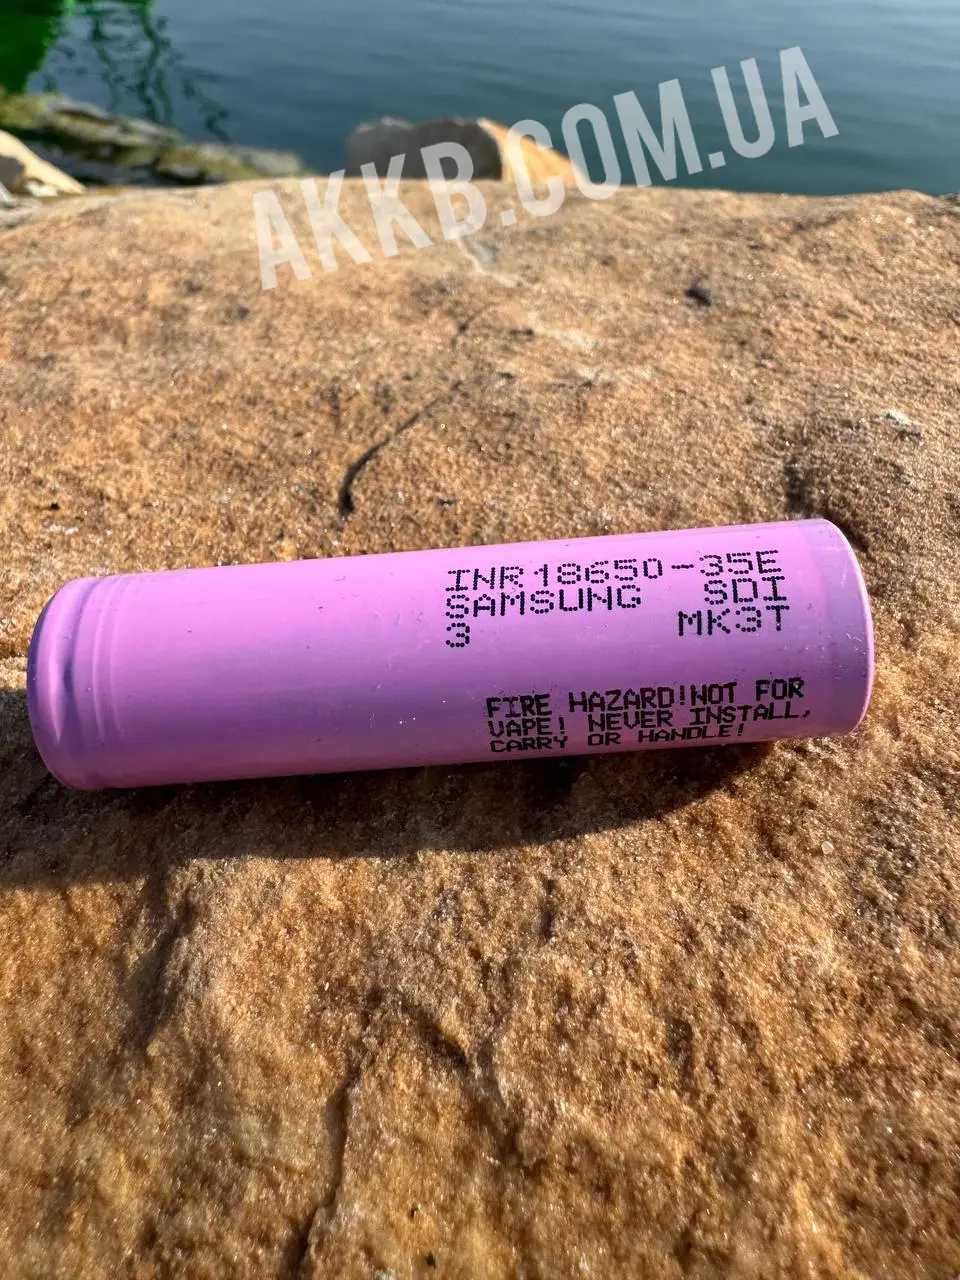 AKKB.COM.UA
INR18650-35E
SAMSUNG SDI
3 MK3T
FIRE HAZARD!NOT FOR
VAPE! NEVER INSTALL,
CARRY OR HANDLE!